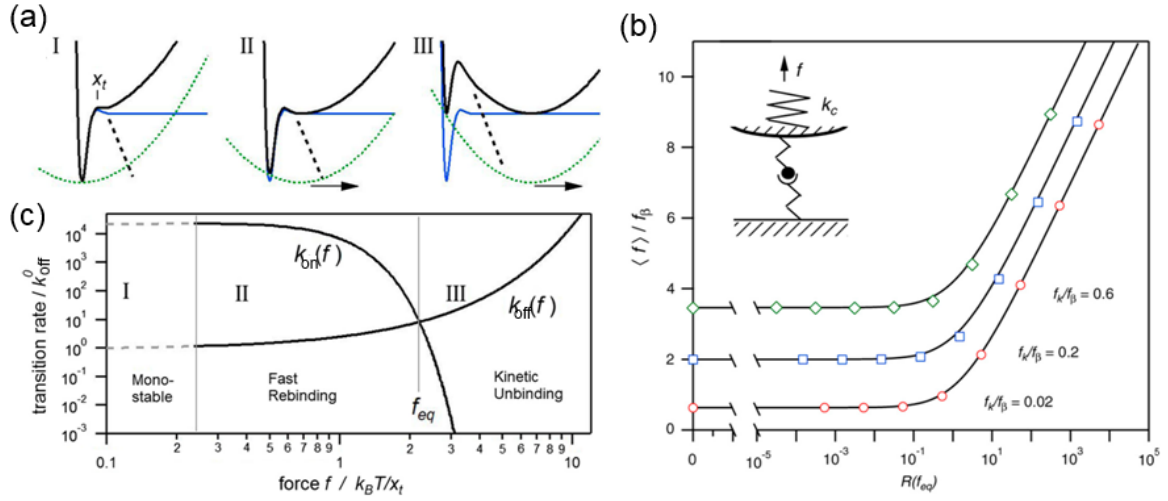 (a)
I
II
III
x_t
(b)
⟨ f ⟩ / f_β
10
8
6
4
2
0
f
k_c
f_k/f_β = 0.6
f_k/f_β = 0.2
f_k/f_β = 0.02
0
10^-5
10^-3
10^-1
10^1
10^3
10^5
R(f_eq)
(c)
transition rate / k^0_off
10^4
10^3
10^2
10^1
10^0
10^-1
10^-2
10^-3
k_on(f)
k_off(f)
I
II
III
Mono-
stable
Fast
Rebinding
Kinetic
Unbinding
f_eq
0.1 2 3 4 5 6 7 8 9 1 2 3 4 5 6 7 8 9 10
force f / k_BT/x_t